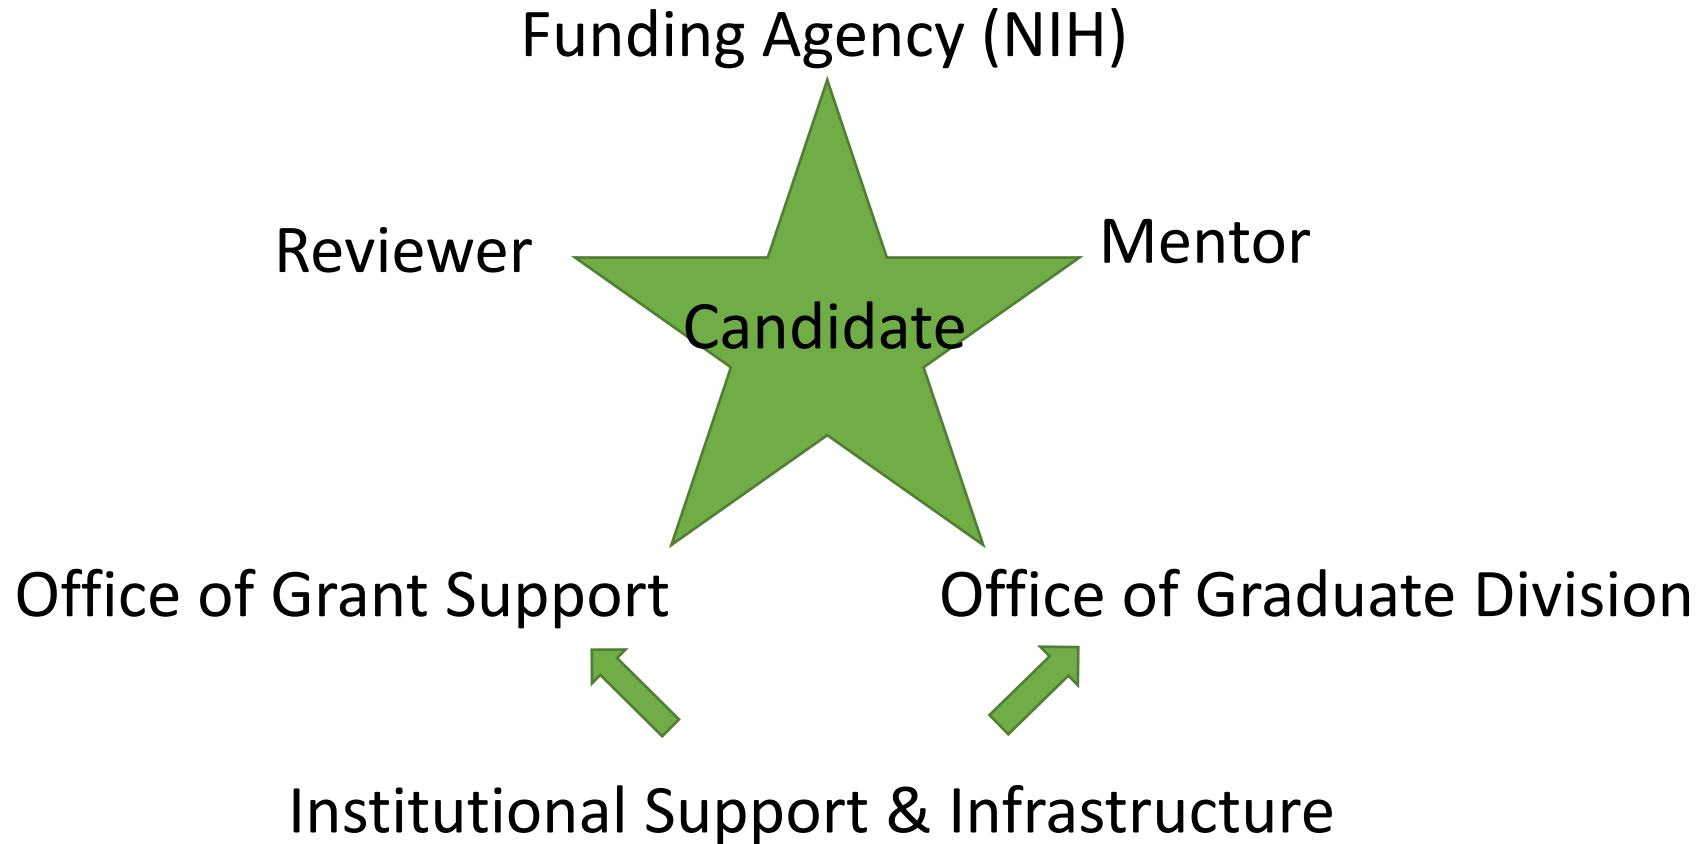 Funding Agency (NIH)
Reviewer
Mentor
Candidate
Office of Grant Support
Office of Graduate Division
Institutional Support & Infrastructure